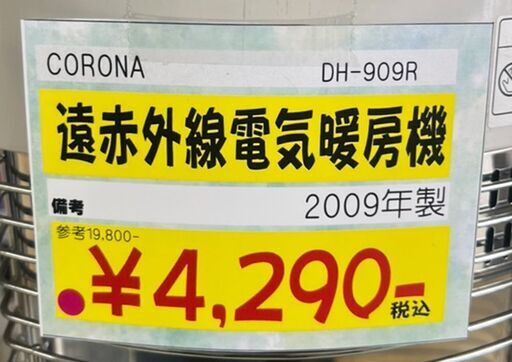 CORONA DH-909R
遠赤外線電気暖房機
備考 2009年製
参考19.800-
¥4,290-
税込